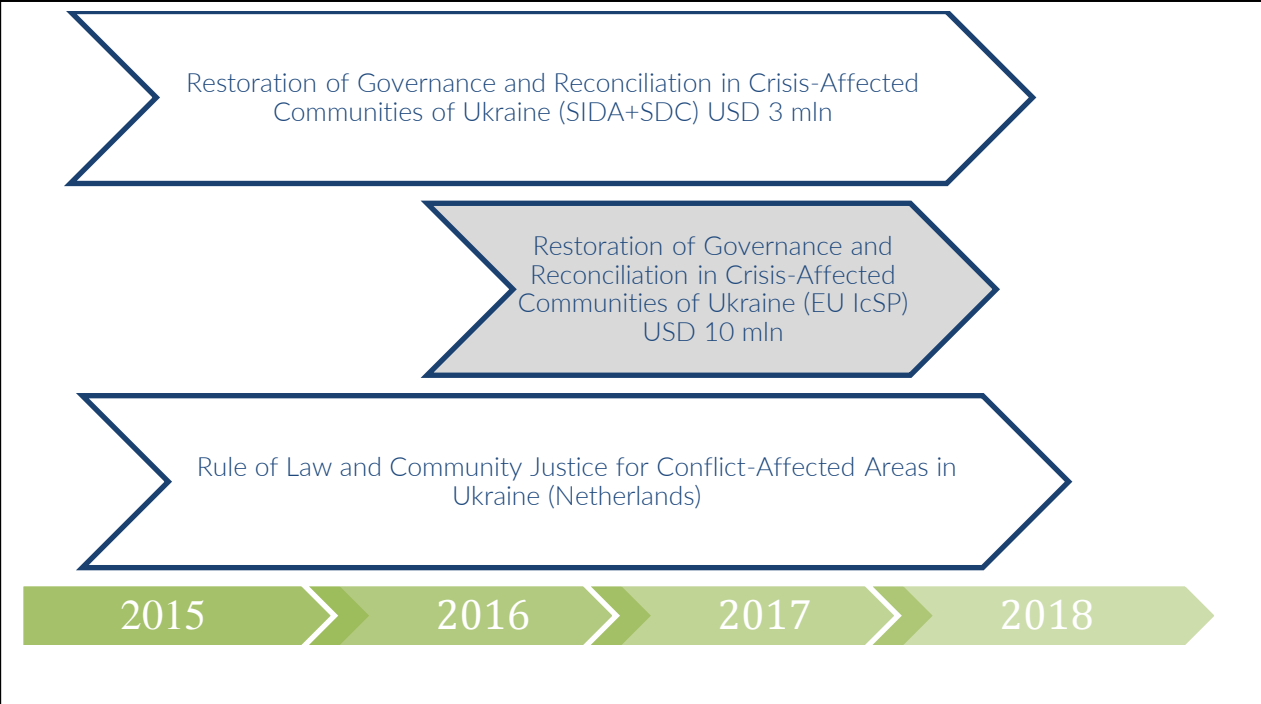 Restoration of Governance and Reconciliation in Crisis-Affected
Communities of Ukraine (SIDA+SDC) USD 3 mln
Restoration of Governance and
Reconciliation in Crisis-Affected
Communities of Ukraine (EU IcSP)
USD 10 mln
Rule of Law and Community Justice for Conflict-Affected Areas in
Ukraine (Netherlands)
2015 2016 2017 2018